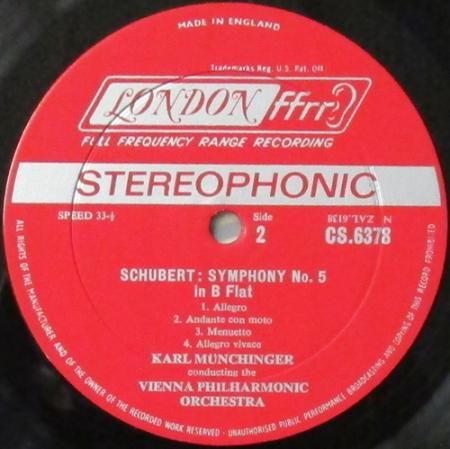 MADE IN ENGLAND
Trademarks Reg. U.S. Pat. Off.
LONDON ffrr
FULL FREQUENCY RANGE RECORDING
STEREOPHONIC
SPEED 33-⅓
Side
2
CS.6378
SCHUBERT: SYMPHONY No. 5
in B Flat
1. Allegro
2. Andante con moto
3. Menuetto
4. Allegro vivace
KARL MUNCHINGER
conducting the
VIENNA PHILHARMONIC
ORCHESTRA
ALL RIGHTS OF THE MANUFACTURER AND OF THE OWNER OF THE RECORDED WORK RESERVED - UNAUTHORISED PUBLIC PERFORMANCE BROADCASTING AND COPYING OF THIS RECORD PROHIBITED